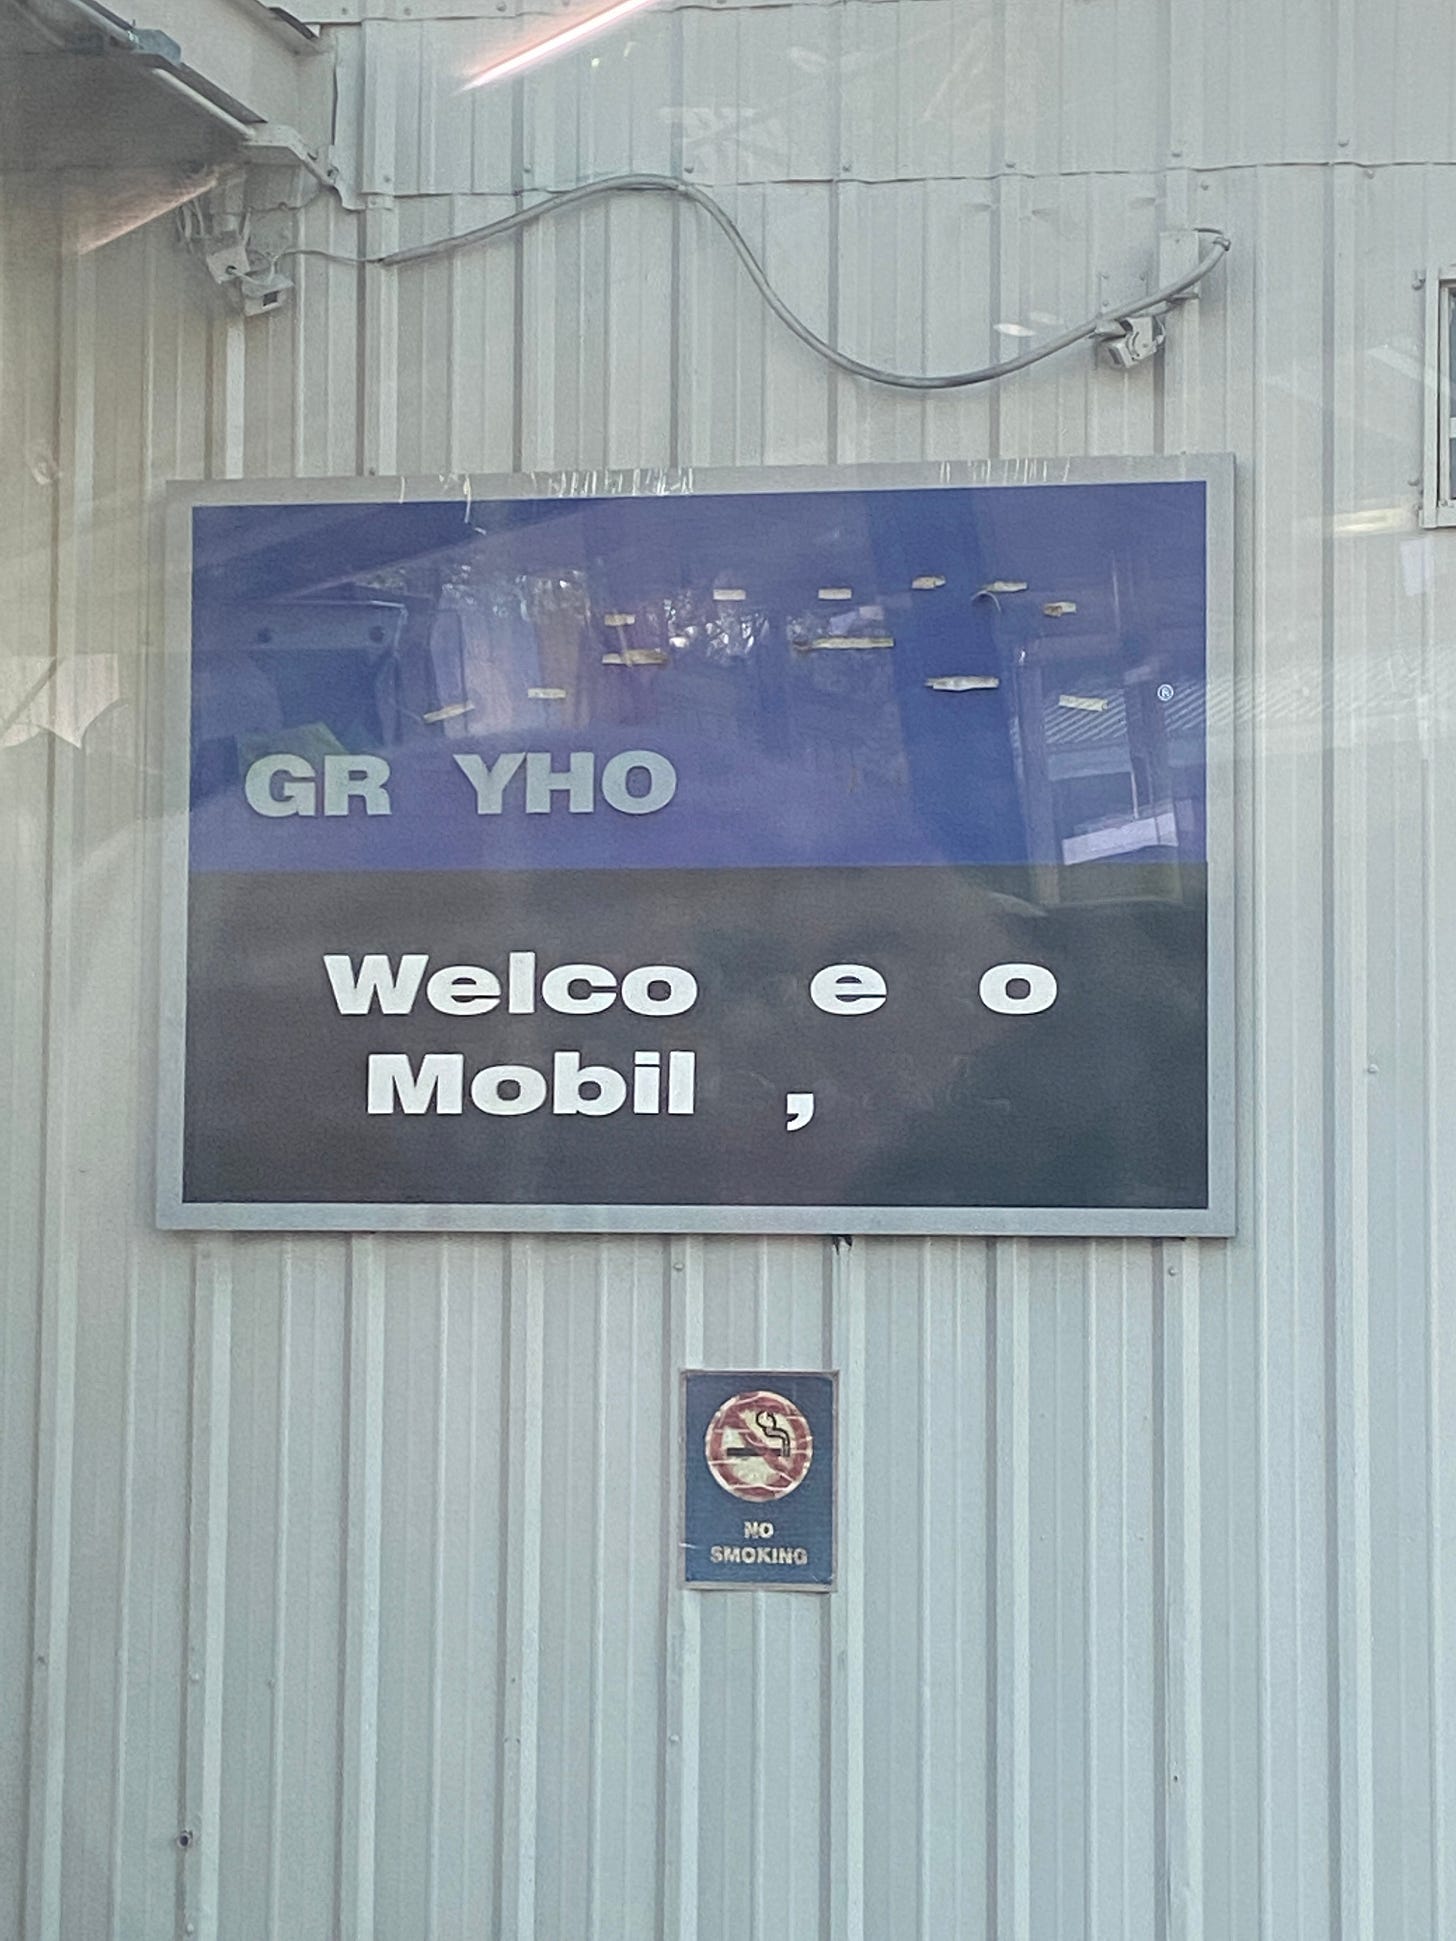 ®
GR YHO
Welco e o
Mobil ,
NO
SMOKING